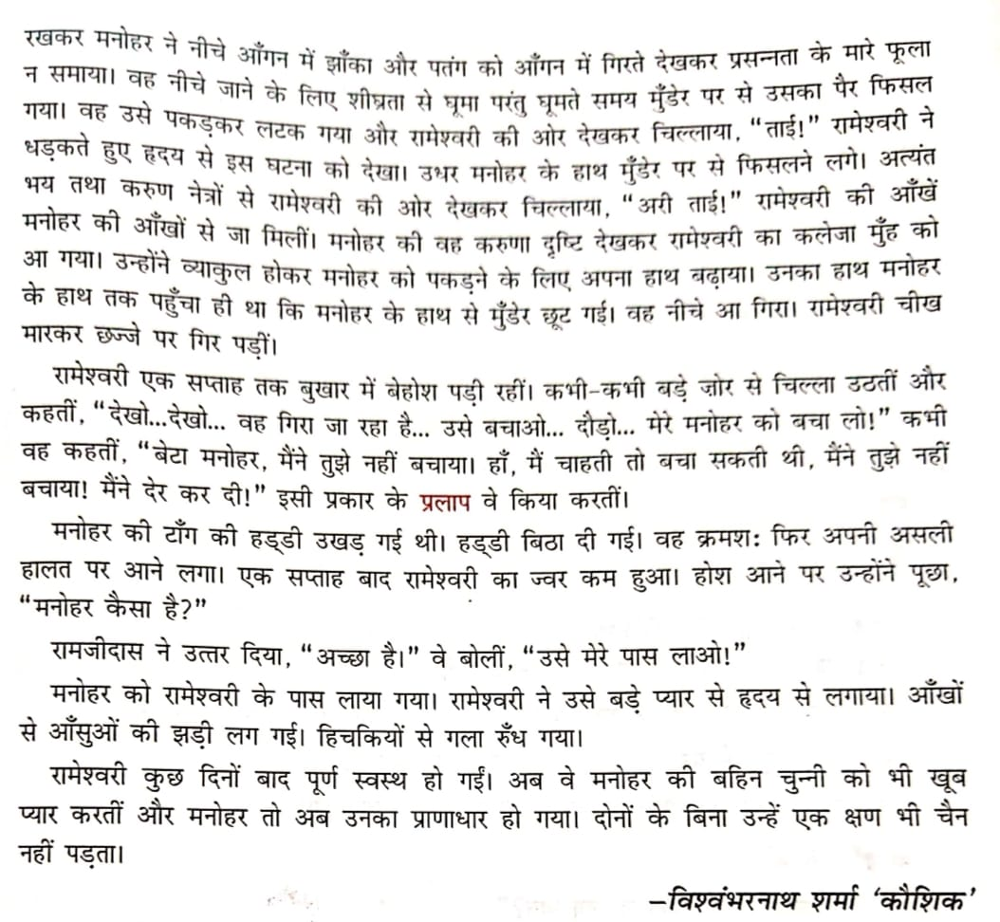 रखकर मनोहर ने नीचे आँगन में झाँका और पतंग को आँगन में गिरते देखकर प्रसन्नता के मारे फूला
न समाया। वह नीचे जाने के लिए शीघ्रता से घूमा परंतु घूमते समय मुँडेर पर से उसका पैर फिसल
गया। वह उसे पकड़कर लटक गया और रामेश्वरी की ओर देखकर चिल्लाया, “ताई!” रामेश्वरी ने
धड़कते हुए हृदय से इस घटना को देखा। उधर मनोहर के हाथ मुँडेर पर से फिसलने लगे। अत्यंत
भय तथा करुण नेत्रों से रामेश्वरी की ओर देखकर चिल्लाया, “अरी ताई!” रामेश्वरी की आँखें
मनोहर की आँखों से जा मिलीं। मनोहर की वह करुणा दृष्टि देखकर रामेश्वरी का कलेजा मुँह को
आ गया। उन्होंने व्याकुल होकर मनोहर को पकड़ने के लिए अपना हाथ बढ़ाया। उनका हाथ मनोहर
के हाथ तक पहुँचा ही था कि मनोहर के हाथ से मुँडेर छूट गई। वह नीचे आ गिरा। रामेश्वरी चीख
मारकर छज्जे पर गिर पड़ीं।
रामेश्वरी एक सप्ताह तक बुखार में बेहोश पड़ी रहीं। कभी-कभी बड़े ज़ोर से चिल्ला उठतीं और
कहतीं, “देखो...देखो... वह गिरा जा रहा है... उसे बचाओ... दौड़ो... मेरे मनोहर को बचा लो!” कभी
वह कहतीं, “बेटा मनोहर, मैंने तुझे नहीं बचाया। हाँ, मैं चाहती तो बचा सकती थी, मैंने तुझे नहीं
बचाया! मैंने देर कर दी!” इसी प्रकार के प्रलाप वे किया करतीं।
मनोहर की टाँग की हड्डी उखड़ गई थी। हड्डी बिठा दी गई। वह क्रमश: फिर अपनी असली
हालत पर आने लगा। एक सप्ताह बाद रामेश्वरी का ज्वर कम हुआ। होश आने पर उन्होंने पूछा,
“मनोहर कैसा है?”
रामजीदास ने उत्तर दिया, “अच्छा है।” वे बोलीं, “उसे मेरे पास लाओ!”
मनोहर को रामेश्वरी के पास लाया गया। रामेश्वरी ने उसे बड़े प्यार से हृदय से लगाया। आँखों
से आँसुओं की झड़ी लग गई। हिचकियों से गला रुँध गया।
रामेश्वरी कुछ दिनों बाद पूर्ण स्वस्थ हो गईं। अब वे मनोहर की बहिन चुन्नी को भी खूब
प्यार करतीं और मनोहर तो अब उनका प्राणाधार हो गया। दोनों के बिना उन्हें एक क्षण भी चैन
नहीं पड़ता।
–विश्वंभरनाथ शर्मा ‘कौशिक’